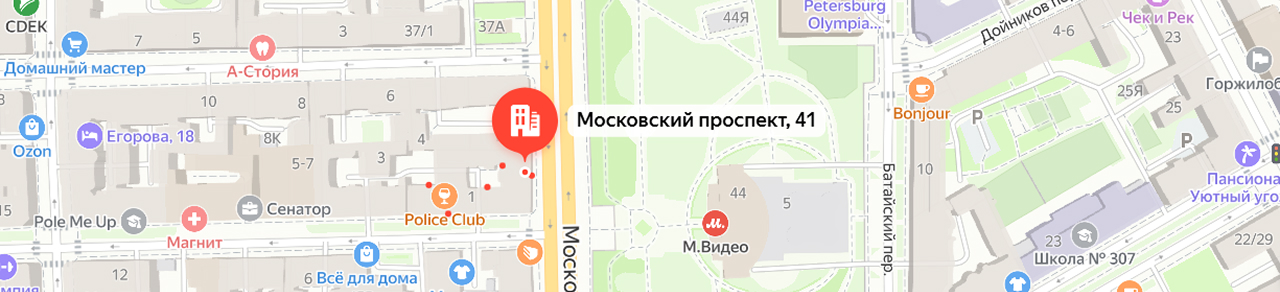 CDEK
7
5
3
37/1
37А
44Я
Petersburg
Olympia...
Чек и Рек
Дойников
4-6
23
Горжилоб
Домашний мастер
А-Стория
10
8
6
Московский проспект, 41
Bonjour
25Я
25
Р
Р
Ozon
Егорова, 18
8К
5-7
3
4
1
10
Батайский пер.
Пансиона
Уютный уго
15
Pole Me Up
Сенатор
Магнит
Police Club
44
5
М.Видео
Моско
23
Школа № 307
22/29
12
Всё для дома